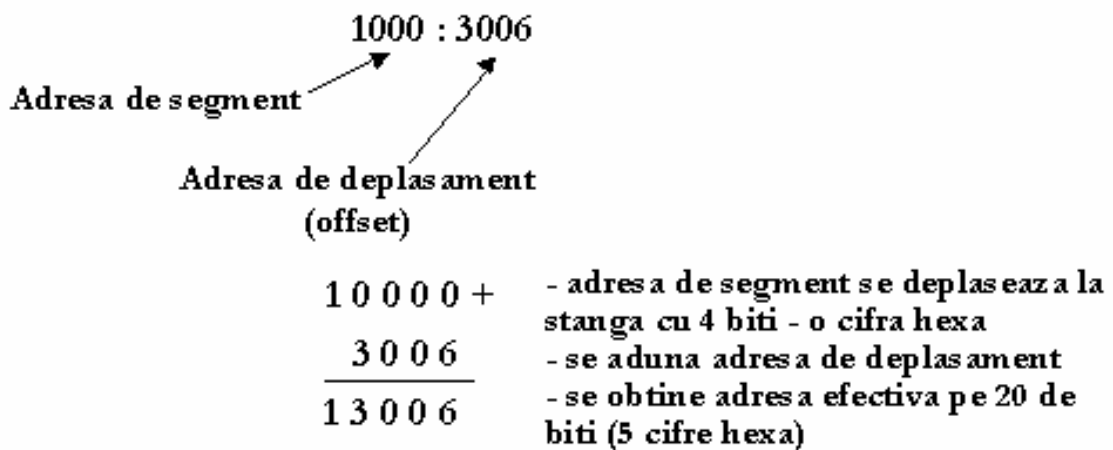 1000 : 3006
Adresa de segment
Adresa de deplasament
(offset)
1 0 0 0 0 +
3 0 0 6
1 3 0 0 6
- adresa de segment se deplaseaza la
stanga cu 4 biti - o cifra hexa
- se aduna adresa de deplasament
- se obtine adresa efectiva pe 20 de
biti (5 cifre hexa)